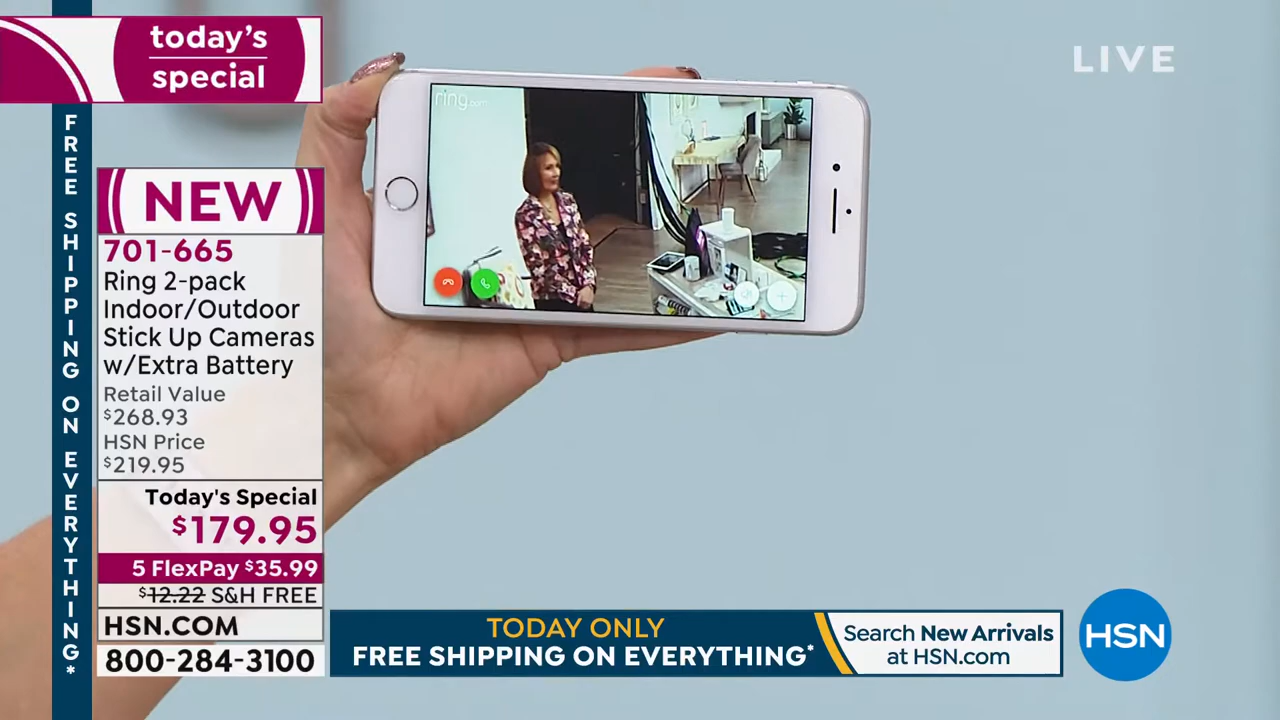 today's
special
LIVE
FREE SHIPPING ON EVERYTHING*
NEW
701-665
Ring 2-pack
Indoor/Outdoor
Stick Up Cameras
w/Extra Battery
Retail Value
$268.93
HSN Price
$219.95
Today's Special
$179.95
5 FlexPay $35.99
$12.22 S&H FREE
HSN.COM
800-284-3100
ring.com
TODAY ONLY
FREE SHIPPING ON EVERYTHING*
Search New Arrivals
at HSN.com
HSN